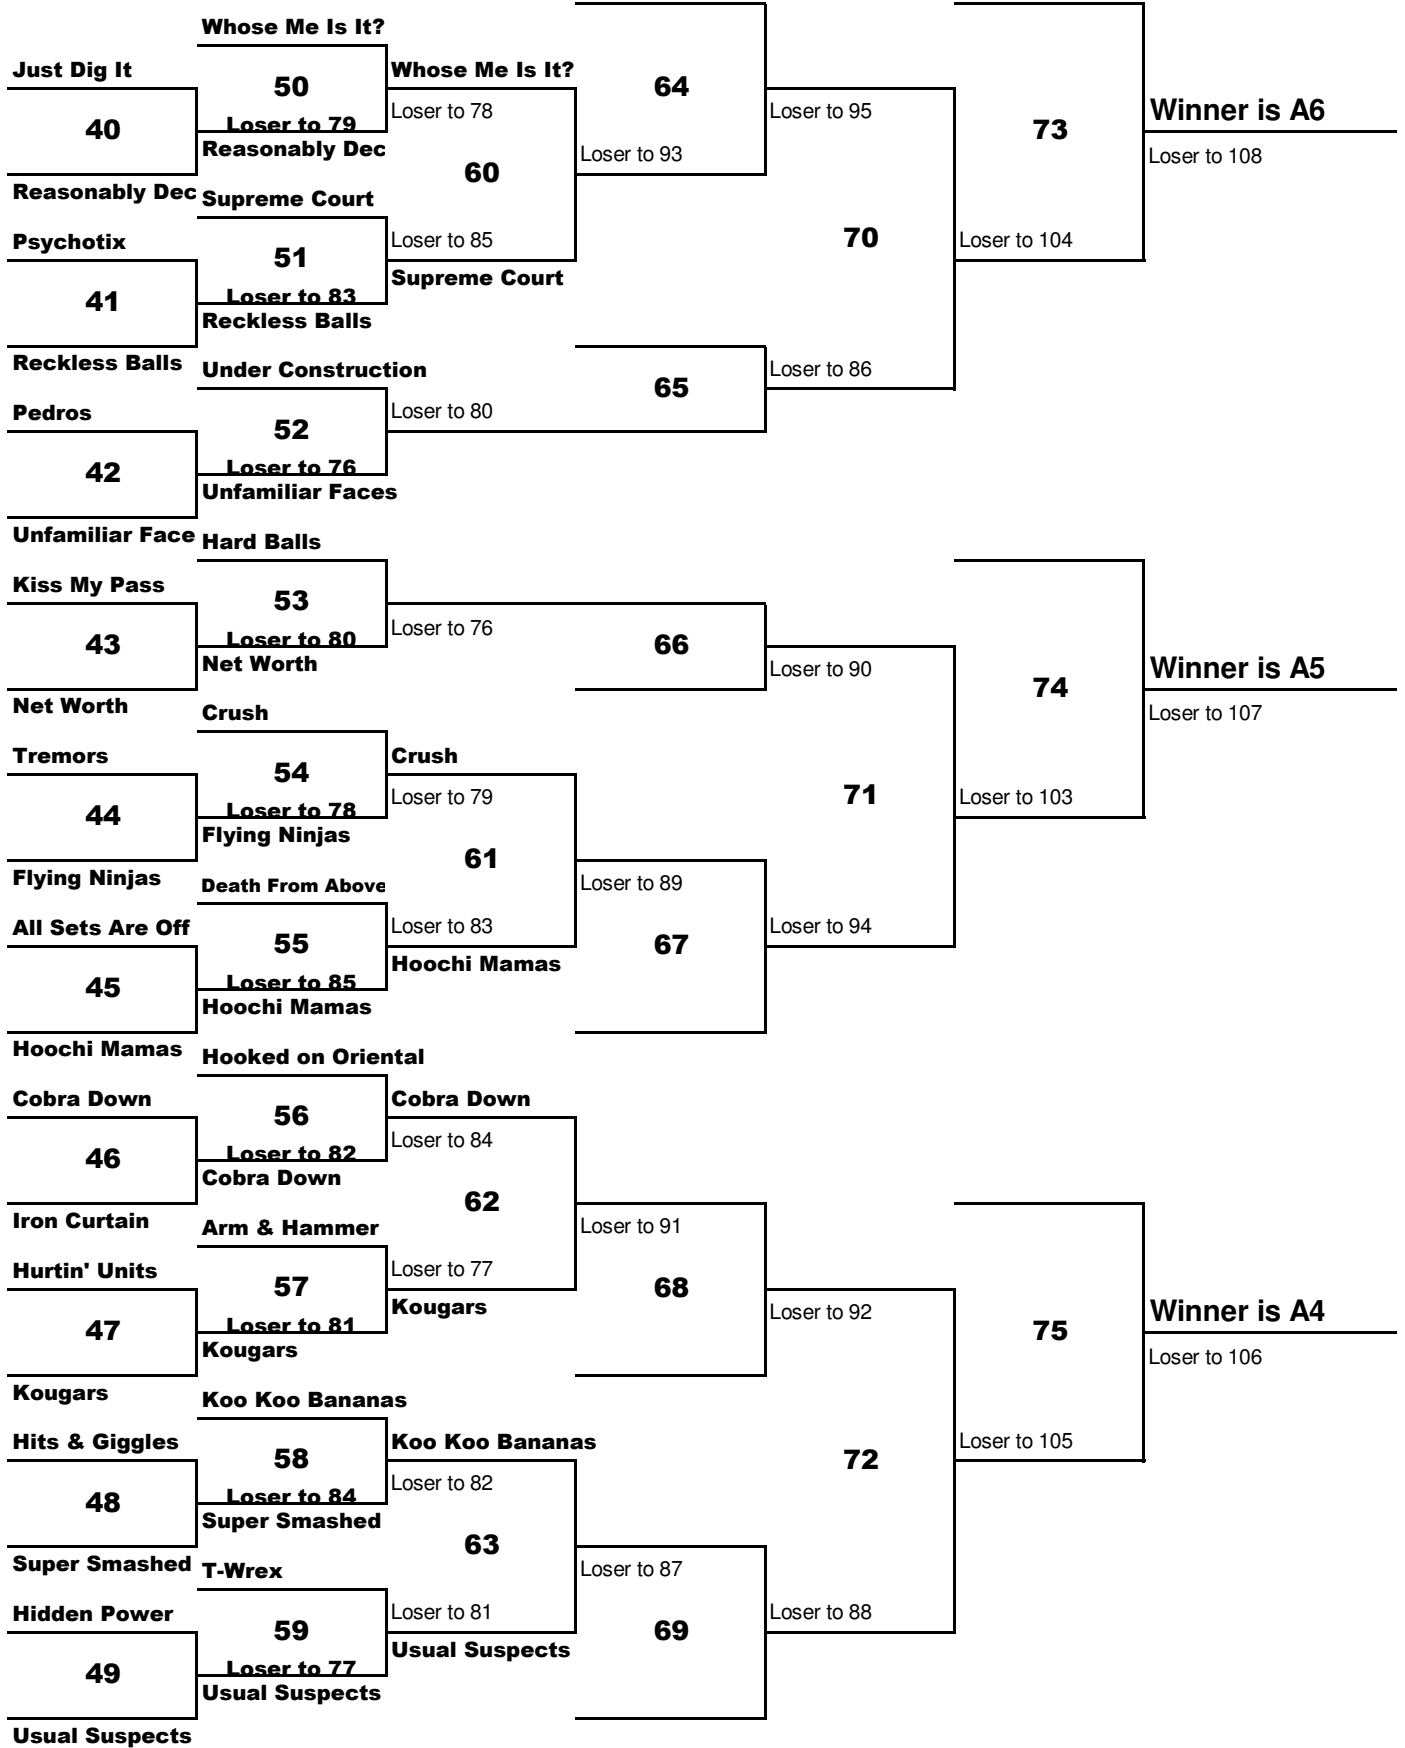 Whose Me Is It?
Just Dig It
50
Whose Me Is It?
64
Loser to 78
Loser to 95
Winner is A6
40
Loser to 79
73
Reasonably Dec
Loser to 93
Loser to 108
60
Reasonably Dec
Supreme Court
Psychotix
51
Loser to 85
70
Loser to 104
Supreme Court
41
Loser to 83
Reckless Balls
Reckless Balls
Under Construction
65
Loser to 86
Pedros
52
Loser to 80
42
Loser to 76
Unfamiliar Faces
Unfamiliar Face
Hard Balls
Kiss My Pass
53
43
Loser to 80
Loser to 76
66
Net Worth
Loser to 90
74
Winner is A5
Net Worth
Crush
Loser to 107
Tremors
54
Crush
44
Loser to 78
Loser to 79
71
Loser to 103
Flying Ninjas
61
Flying Ninjas
Death From Above
Loser to 89
All Sets Are Off
55
Loser to 83
67
Loser to 94
Hoochi Mamas
45
Loser to 85
Hoochi Mamas
Hoochi Mamas
Hooked on Oriental
Cobra Down
56
Cobra Down
46
Loser to 82
Loser to 84
Cobra Down
62
Iron Curtain
Arm & Hammer
Loser to 91
Hurtin' Units
57
Loser to 77
68
Kougars
Loser to 92
75
Winner is A4
47
Loser to 81
Kougars
Loser to 106
Kougars
Koo Koo Bananas
Hits & Giggles
58
Koo Koo Bananas
72
Loser to 105
48
Loser to 84
Loser to 82
Super Smashed
63
Super Smashed
T-Wrex
Loser to 87
Hidden Power
59
Loser to 81
69
Loser to 88
Usual Suspects
49
Loser to 77
Usual Suspects
Usual Suspects